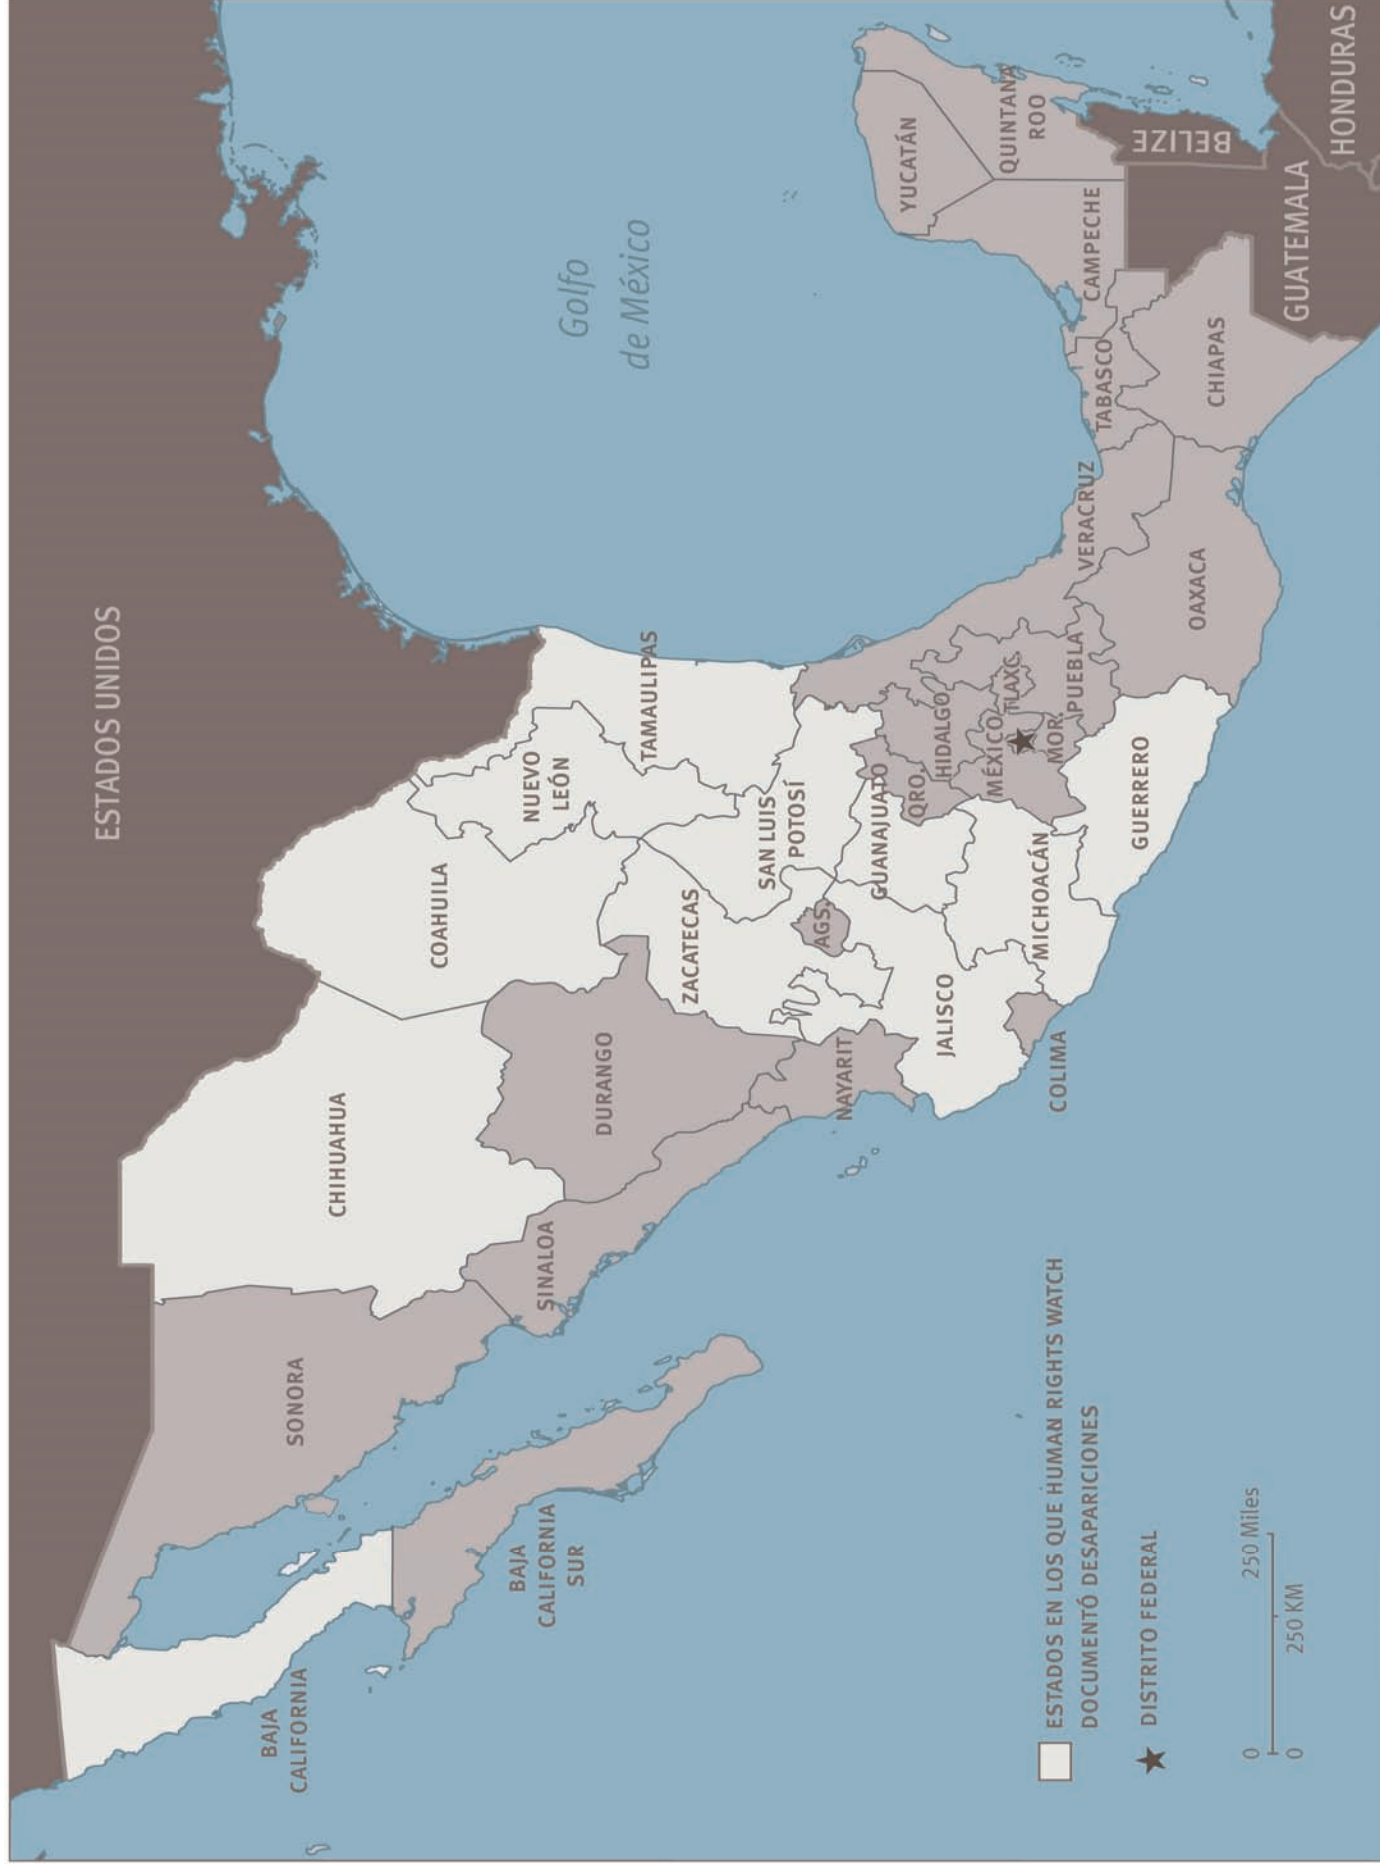 ESTADOS UNIDOS
BAJA
CALIFORNIA
SONORA
CHIHUAHUA
COAHUILA
NUEVO
LEÓN
TAMAULIPAS
BAJA
CALIFORNIA
SUR
SINALOA
DURANGO
ZACATECAS
SAN LUIS
POTOSÍ
Golfo
de México
NAYARIT
AGS.
GUANAJUATO
QRO.
HIDALGO
JALISCO
COLIMA
MICHOACÁN
MÉXICO
TLAXC.
MOR.
PUEBLA
VERACRUZ
GUERRERO
OAXACA
TABASCO
CHIAPAS
CAMPECHE
YUCATÁN
QUINTANA
ROO
BELIZE
GUATEMALA
HONDURAS
ESTADOS EN LOS QUE HUMAN RIGHTS WATCH
DOCUMENTÓ DESAPARICIONES
DISTRITO FEDERAL
0 250 Miles
0 250 KM